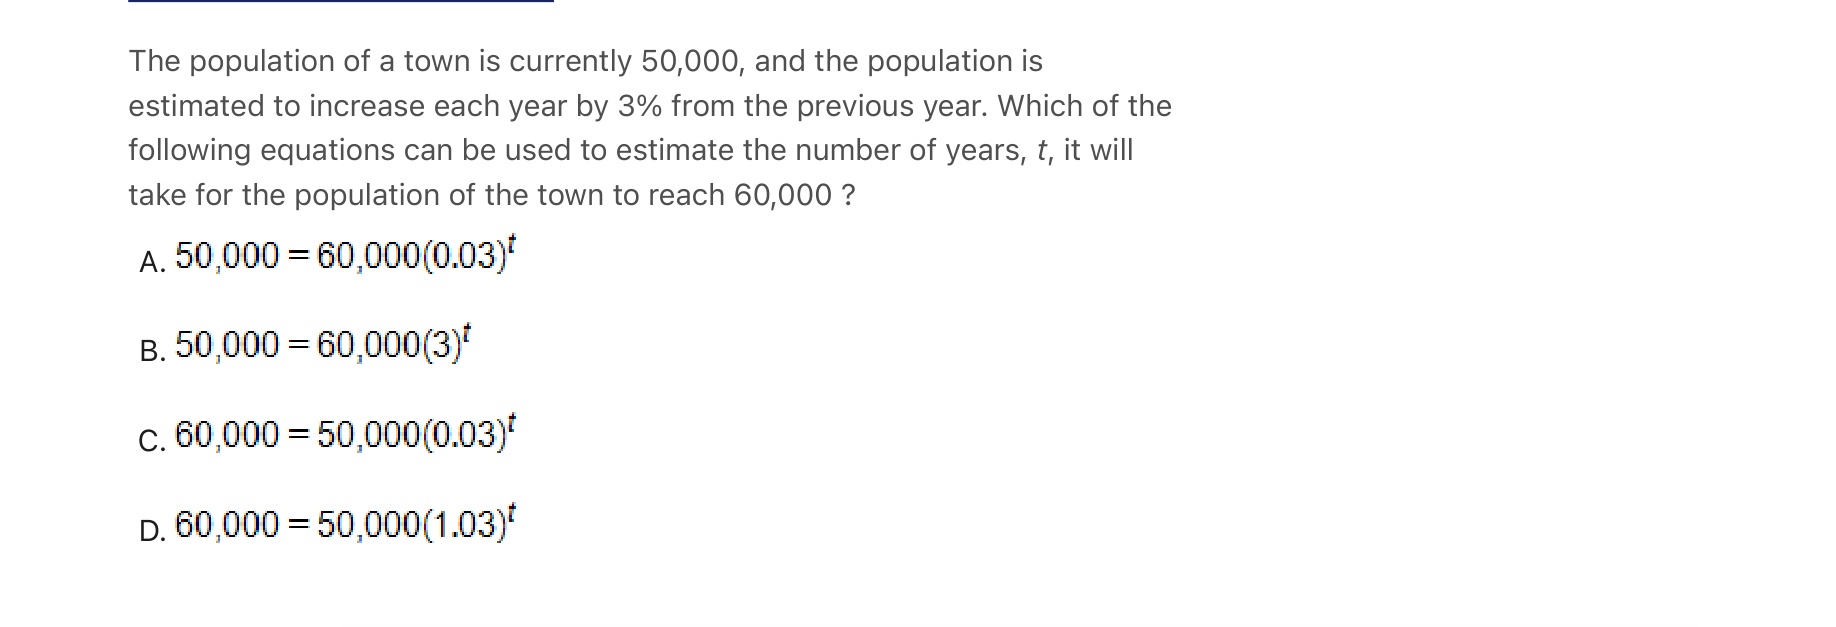 The population of a town is currently 50,000, and the population is
estimated to increase each year by 3% from the previous year. Which of the
following equations can be used to estimate the number of years, t, it will
take for the population of the town to reach 60,000 ?
A. 50,000 = 60,000(0.03)^t
B. 50,000 = 60,000(3)^t
C. 60,000 = 50,000(0.03)^t
D. 60,000 = 50,000(1.03)^t